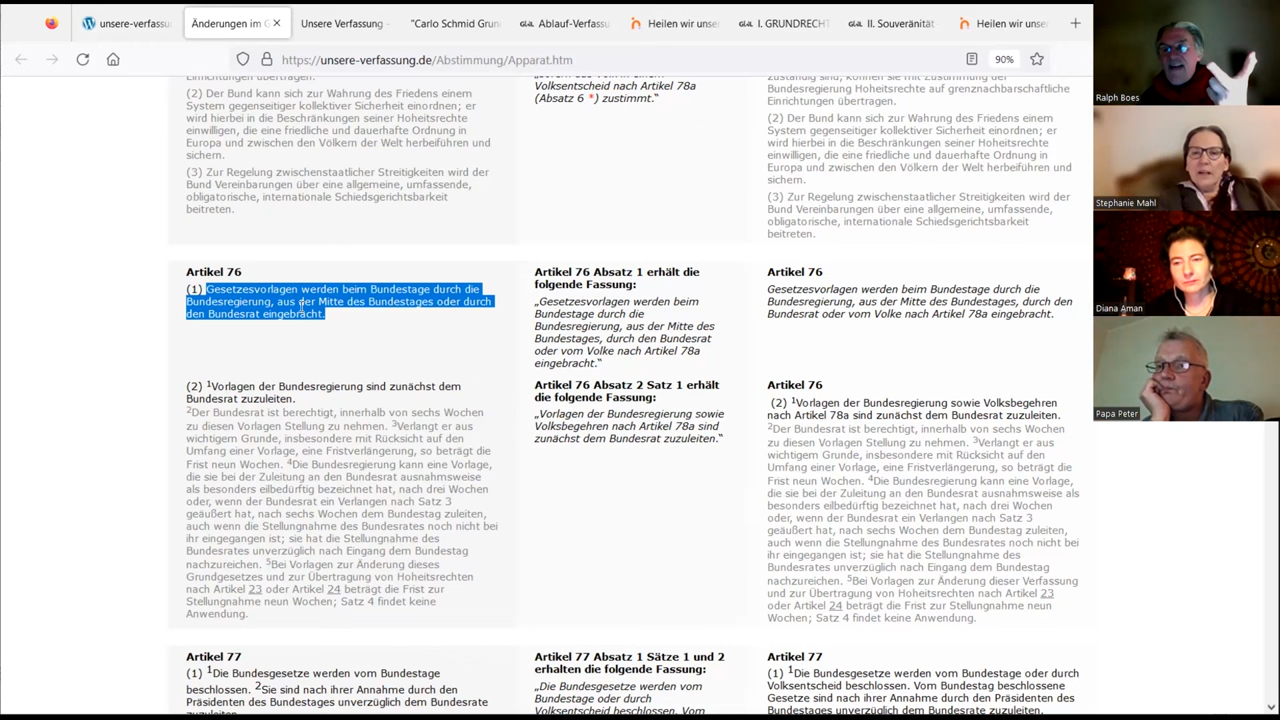 unsere-verfassu
Änderungen im G
Unsere Verfassung -
"Carlo Schmid Grun
Ablauf-Verfassu
Heilen wir unse
I. GRUNDRECHT
II. Souveränität
Heilen wir unse
https://unsere-verfassung.de/Abstimmung/Apparat.htm
90%
Einrichtungen übertragen.
(2) Der Bund kann sich zur Wahrung des Friedens einem
System gegenseitiger kollektiver Sicherheit einordnen; er
wird hierbei in die Beschränkungen seiner Hoheitsrechte
einwilligen, die eine friedliche und dauerhafte Ordnung in
Europa und zwischen den Völkern der Welt herbeiführen und
sichern.
(3) Zur Regelung zwischenstaatlicher Streitigkeiten wird der
Bund Vereinbarungen über eine allgemeine, umfassende,
obligatorische, internationale Schiedsgerichtsbarkeit
beitreten.
„sofern das Volk in einem
Volksentscheid nach Artikel 78a
(Absatz 6 *) zustimmt.“
zuständig sind, können sie mit Zustimmung der
Bundesregierung Hoheitsrechte auf grenznachbarschaftliche
Einrichtungen übertragen.
(2) Der Bund kann sich zur Wahrung des Friedens einem
System gegenseitiger kollektiver Sicherheit einordnen; er
wird hierbei in die Beschränkungen seiner Hoheitsrechte
einwilligen, die eine friedliche und dauerhafte Ordnung in
Europa und zwischen den Völkern der Welt herbeiführen und
sichern.
(3) Zur Regelung zwischenstaatlicher Streitigkeiten wird der
Bund Vereinbarungen über eine allgemeine, umfassende,
obligatorische, internationale Schiedsgerichtsbarkeit
beitreten.
Artikel 76
(1) Gesetzesvorlagen werden beim Bundestage durch die
Bundesregierung, aus der Mitte des Bundestages oder durch
den Bundesrat eingebracht.
Artikel 76 Absatz 1 erhält die
folgende Fassung:
„Gesetzesvorlagen werden beim
Bundestage durch die
Bundesregierung, aus der Mitte des
Bundestages, durch den Bundesrat
oder vom Volke nach Artikel 78a
eingebracht.“
Artikel 76
Gesetzesvorlagen werden beim Bundestage durch die
Bundesregierung, aus der Mitte des Bundestages, durch den
Bundesrat oder vom Volke nach Artikel 78a eingebracht.
(2) 1Vorlagen der Bundesregierung sind zunächst dem
Bundesrat zuzuleiten.
2Der Bundesrat ist berechtigt, innerhalb von sechs Wochen
zu diesen Vorlagen Stellung zu nehmen. 3Verlangt er aus
wichtigem Grunde, insbesondere mit Rücksicht auf den
Umfang einer Vorlage, eine Fristverlängerung, so beträgt die
Frist neun Wochen. 4Die Bundesregierung kann eine Vorlage,
die sie bei der Zuleitung an den Bundesrat ausnahmsweise
als besonders eilbedürftig bezeichnet hat, nach drei Wochen
oder, wenn der Bundesrat ein Verlangen nach Satz 3
geäußert hat, nach sechs Wochen dem Bundestag zuleiten,
auch wenn die Stellungnahme des Bundesrates noch nicht bei
ihr eingegangen ist; sie hat die Stellungnahme des
Bundesrates unverzüglich nach Eingang dem Bundestag
nachzureichen. 5Bei Vorlagen zur Änderung dieses
Grundgesetzes und zur Übertragung von Hoheitsrechten
nach Artikel 23 oder Artikel 24 beträgt die Frist zur
Stellungnahme neun Wochen; Satz 4 findet keine
Anwendung.
Artikel 76 Absatz 2 Satz 1 erhält
die folgende Fassung:
„Vorlagen der Bundesregierung sowie
Volksbegehren nach Artikel 78a sind
zunächst dem Bundesrat zuzuleiten.“
Artikel 76
(2) 1Vorlagen der Bundesregierung sowie Volksbegehren
nach Artikel 78a sind zunächst dem Bundesrat zuzuleiten.
2Der Bundesrat ist berechtigt, innerhalb von sechs Wochen
zu diesen Vorlagen Stellung zu nehmen. 3Verlangt er aus
wichtigem Grunde, insbesondere mit Rücksicht auf den
Umfang einer Vorlage, eine Fristverlängerung, so beträgt die
Frist neun Wochen. 4Die Bundesregierung kann eine Vorlage,
die sie bei der Zuleitung an den Bundesrat ausnahmsweise als
besonders eilbedürftig bezeichnet hat, nach drei Wochen
oder, wenn der Bundesrat ein Verlangen nach Satz 3
geäußert hat, nach sechs Wochen dem Bundestag zuleiten,
auch wenn die Stellungnahme des Bundesrates noch nicht bei
ihr eingegangen ist; sie hat die Stellungnahme des
Bundesrates unverzüglich nach Eingang dem Bundestag
nachzureichen. 5Bei Vorlagen zur Änderung dieser Verfassung
und zur Übertragung von Hoheitsrechten nach Artikel 23
oder Artikel 24 beträgt die Frist zur Stellungnahme neun
Wochen; Satz 4 findet keine Anwendung.
Artikel 77
(1) 1Die Bundesgesetze werden vom Bundestage
beschlossen. 2Sie sind nach ihrer Annahme durch den
Präsidenten des Bundestages unverzüglich dem Bundesrate
zuzuleiten.
Artikel 77 Absatz 1 Sätze 1 und 2
erhalten die folgende Fassung:
„Die Bundesgesetze werden vom
Bundestage oder durch
Volksentscheid beschlossen. Vom
Artikel 77
(1) 1Die Bundesgesetze werden vom Bundestage oder durch
Volksentscheid beschlossen. Vom Bundestag beschlossene
Gesetze sind nach ihrer Annahme durch den Präsidenten des
Bundestages unverzüglich dem Bundesrate zuzuleiten.
Ralph Boes
Stephanie Mahl
Diana Aman
Papa Peter